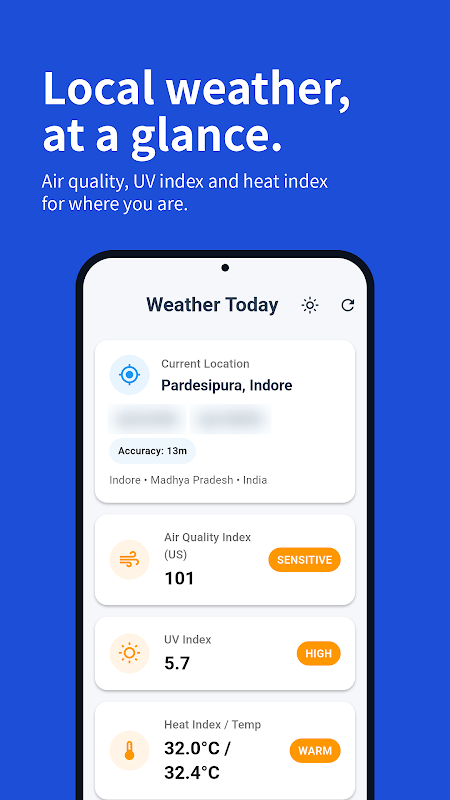 Local weather,
at a glance.
Air quality, UV index and heat index
for where you are.
Weather Today
Current Location
Pardesipura, Indore
Accuracy: 13m
Indore • Madhya Pradesh • India
Air Quality Index
(US)
101
SENSITIVE
UV Index
5.7
HIGH
Heat Index / Temp
32.0°C /
32.4°C
WARM